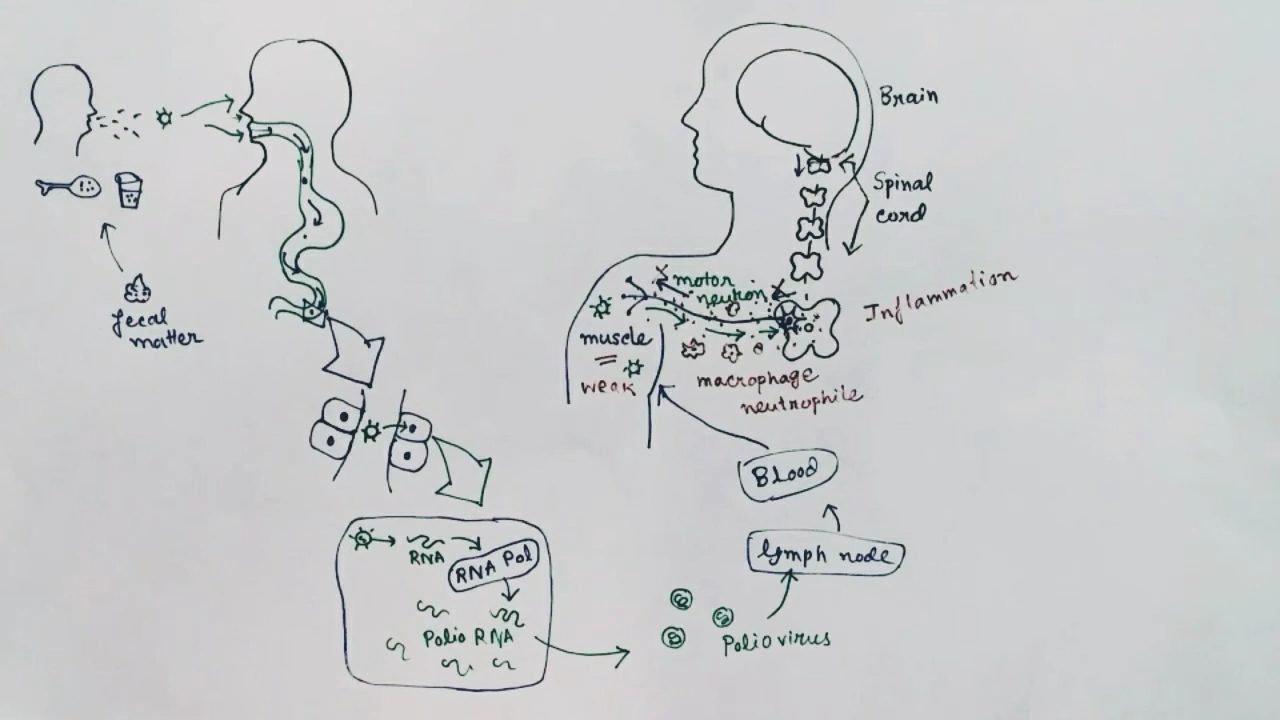 fecal
matter
RNA
RNA Pol
Polio RNA
Polio virus
lymph node
Blood
Brain
Spinal
cord
motor
neuron
Inflammation
muscle
weak
macrophage
neutrophile